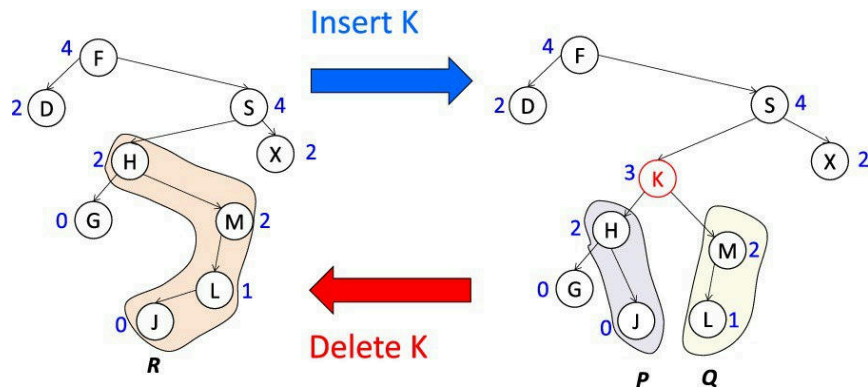 Insert K
4 F
2 D
S 4
2 H
X 2
0 G
M 2
L 1
0 J
R
4 F
2 D
S 4
X 2
3 K
2 H
M 2
0 G
0 J
L 1
P Q
Delete K